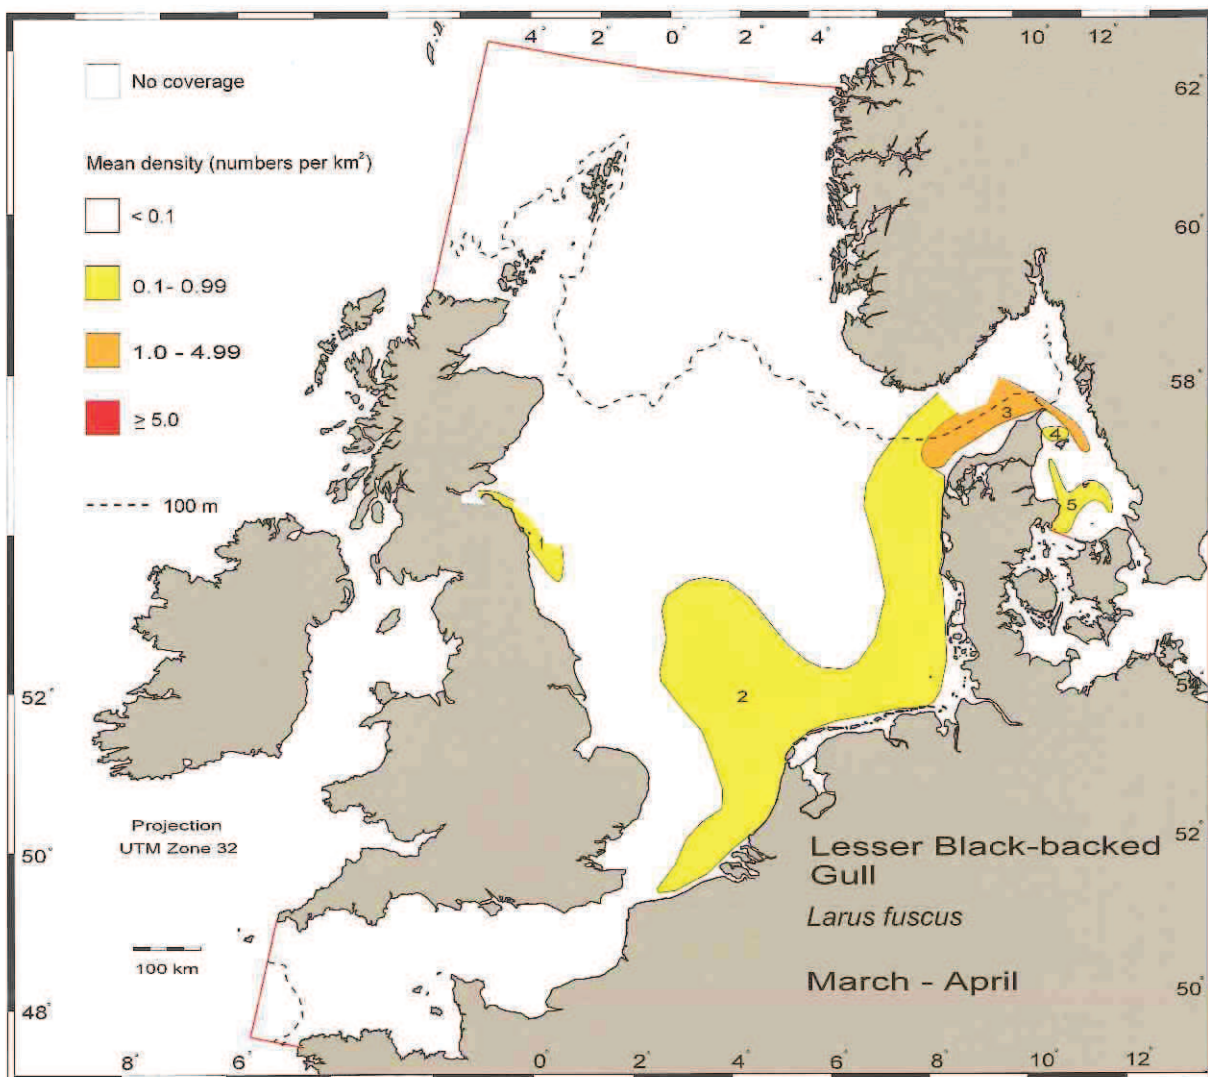 4° 2° 0° 2° 4° 10° 12°
No coverage
62°
Mean density (numbers per km²)
< 0.1
60°
0.1- 0.99
1.0 - 4.99
58°
≥ 5.0
3
4
100 m
5
1
2
52°
54°
Projection
UTM Zone 32
50°
52°
Lesser Black-backed
Gull
Larus fuscus
100 km
March - April
50°
48°
8° 6° 0° 2° 4° 6° 8° 10° 12°